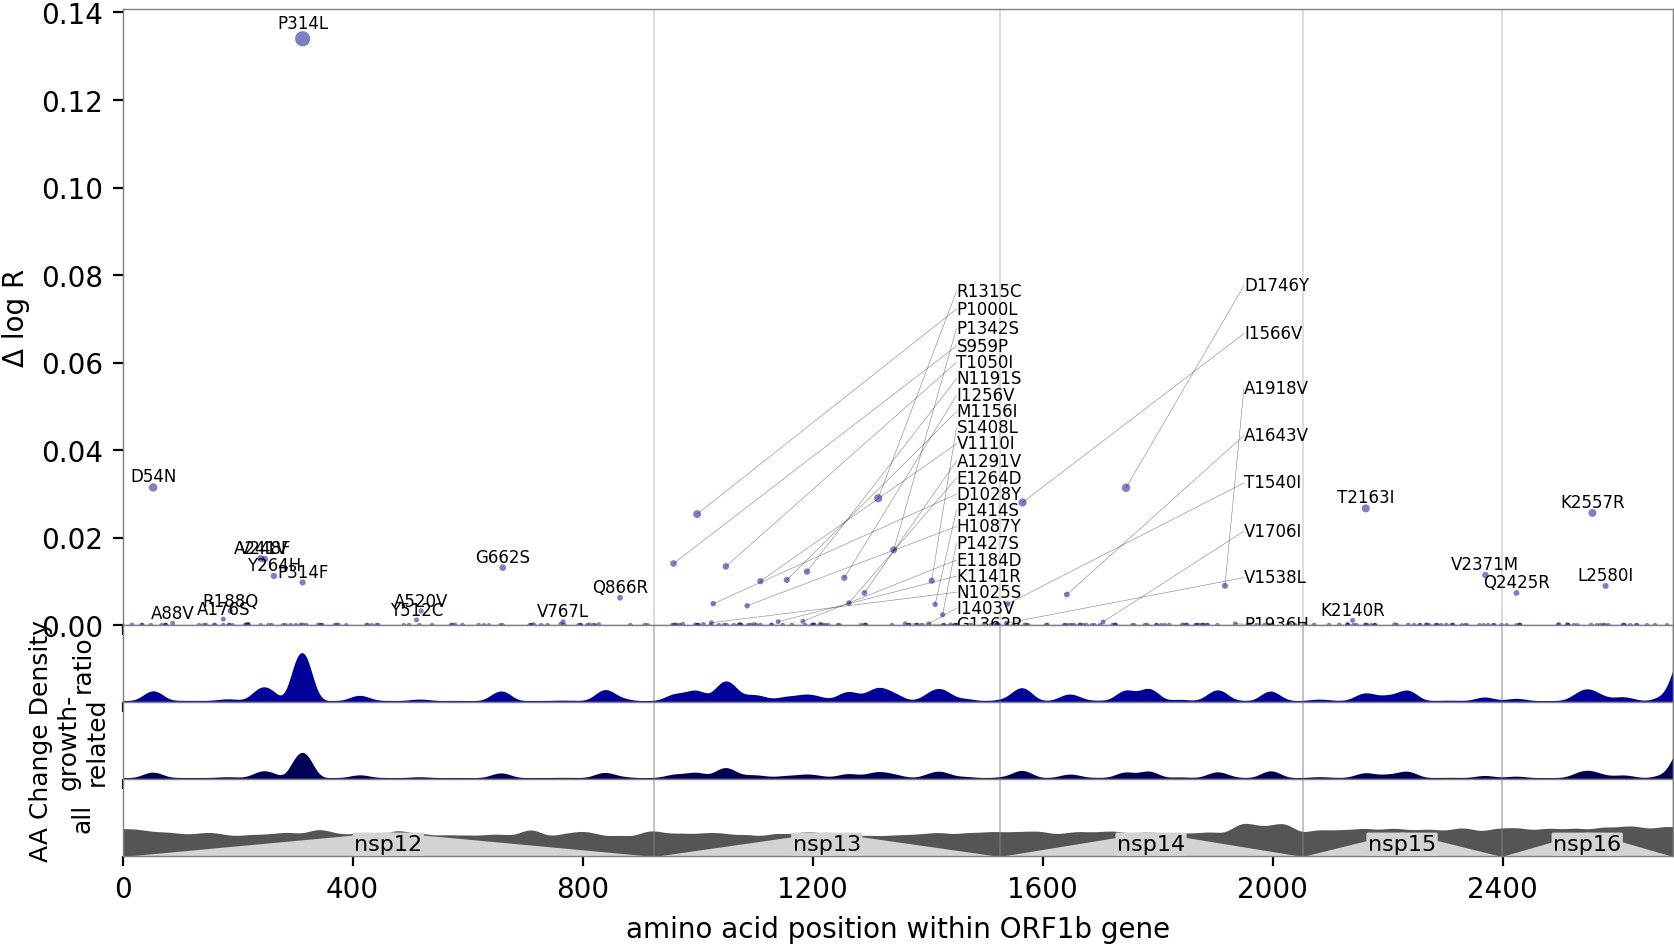 0.14
P314L
0.12
0.10
0.08
0.06
0.04
0.02
0.00
Δ log R
R1315C
P1000L
P1342S
S959P
T1050I
N1191S
I1256V
M1156I
S1408L
V1110I
A1291V
E1264D
D1028Y
P1414S
H1087Y
P1427S
E1184D
K1141R
N1025S
I1403V
G1362R
D1746Y
I1566V
A1918V
A1643V
T1540I
V1706I
V1538L
P1936H
D54N
Y264H
P314F
R188Q
A176S
A88V
A520V
Y512C
G662S
V767L
Q866R
T2163I
K2557R
V2371M
Q2425R
L2580I
K2140R
AA Change Density
ratio
growth-
related
all
nsp12
nsp13
nsp14
nsp15
nsp16
0
400
800
1200
1600
2000
2400
amino acid position within ORF1b gene